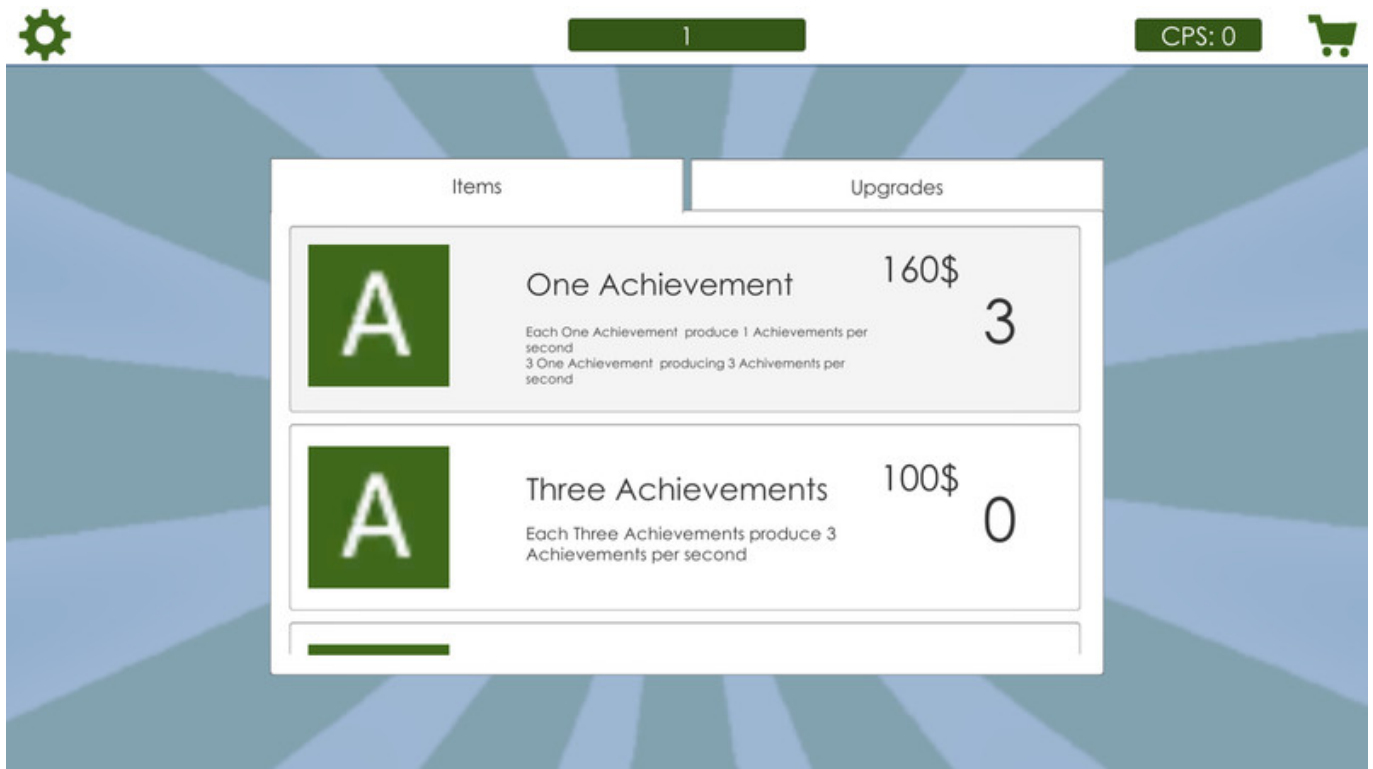 1
CPS: 0
Items
Upgrades
A
One Achievement
160$
3
Each One Achievement produce 1 Achievements per
second
3 One Achievement producing 3 Achivements per
second
A
Three Achievements
100$
0
Each Three Achievements produce 3
Achievements per second